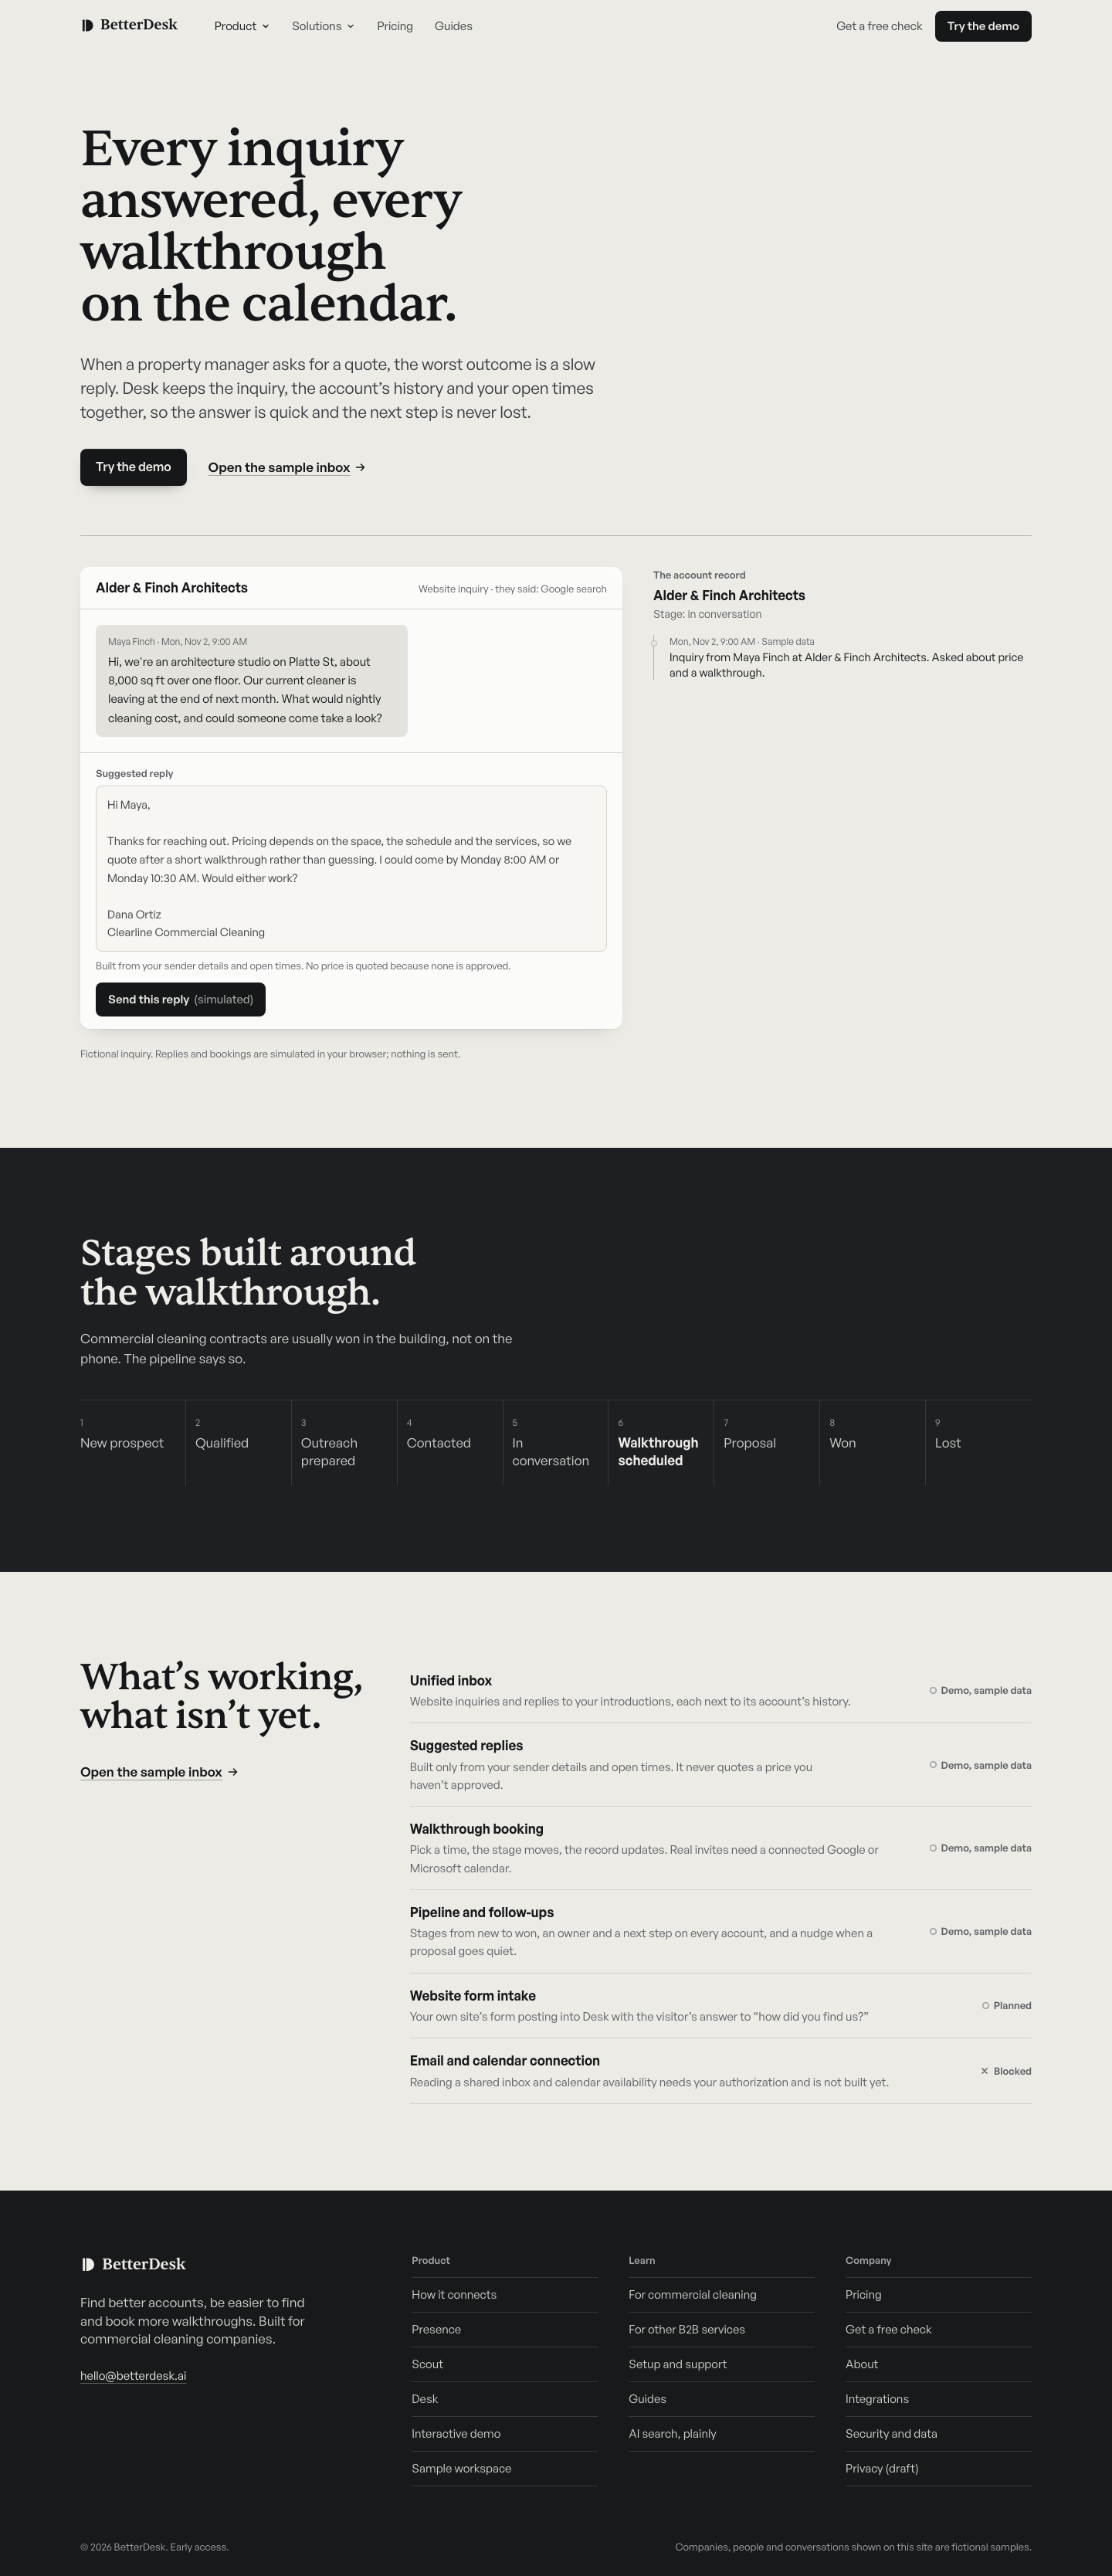 BetterDesk
Product
Solutions
Pricing
Guides
Get a free check
Try the demo
Every inquiry
answered, every
walkthrough
on the calendar.
When a property manager asks for a quote, the worst outcome is a slow
reply. Desk keeps the inquiry, the account’s history and your open times
together, so the answer is quick and the next step is never lost.
Try the demo
Open the sample inbox →
Alder & Finch Architects
Website inquiry · they said: Google search
Maya Finch · Mon, Nov 2, 9:00 AM
Hi, we're an architecture studio on Platte St, about
8,000 sq ft over one floor. Our current cleaner is
leaving at the end of next month. What would nightly
cleaning cost, and could someone come take a look?
Suggested reply
Hi Maya,
Thanks for reaching out. Pricing depends on the space, the schedule and the services, so we
quote after a short walkthrough rather than guessing. I could come by Monday 8:00 AM or
Monday 10:30 AM. Would either work?
Dana Ortiz
Clearline Commercial Cleaning
Built from your sender details and open times. No price is quoted because none is approved.
Send this reply (simulated)
Fictional inquiry. Replies and bookings are simulated in your browser; nothing is sent.
The account record
Alder & Finch Architects
Stage: in conversation
Mon, Nov 2, 9:00 AM · Sample data
Inquiry from Maya Finch at Alder & Finch Architects. Asked about price
and a walkthrough.
Stages built around
the walkthrough.
Commercial cleaning contracts are usually won in the building, not on the
phone. The pipeline says so.
1
New prospect
2
Qualified
3
Outreach
prepared
4
Contacted
5
In
conversation
6
Walkthrough
scheduled
7
Proposal
8
Won
9
Lost
What’s working,
what isn’t yet.
Open the sample inbox →
Unified inbox
Website inquiries and replies to your introductions, each next to its account’s history.
Demo, sample data
Suggested replies
Built only from your sender details and open times. It never quotes a price you
haven’t approved.
Demo, sample data
Walkthrough booking
Pick a time, the stage moves, the record updates. Real invites need a connected Google or
Microsoft calendar.
Demo, sample data
Pipeline and follow-ups
Stages from new to won, an owner and a next step on every account, and a nudge when a
proposal goes quiet.
Demo, sample data
Website form intake
Your own site’s form posting into Desk with the visitor’s answer to “how did you find us?”
Planned
Email and calendar connection
Reading a shared inbox and calendar availability needs your authorization and is not built yet.
× Blocked
BetterDesk
Find better accounts, be easier to find
and book more walkthroughs. Built for
commercial cleaning companies.
hello@betterdesk.ai
Product
How it connects
Presence
Scout
Desk
Interactive demo
Sample workspace
Learn
For commercial cleaning
For other B2B services
Setup and support
Guides
AI search, plainly
Company
Pricing
Get a free check
About
Integrations
Security and data
Privacy (draft)
© 2026 BetterDesk. Early access.
Companies, people and conversations shown on this site are fictional samples.